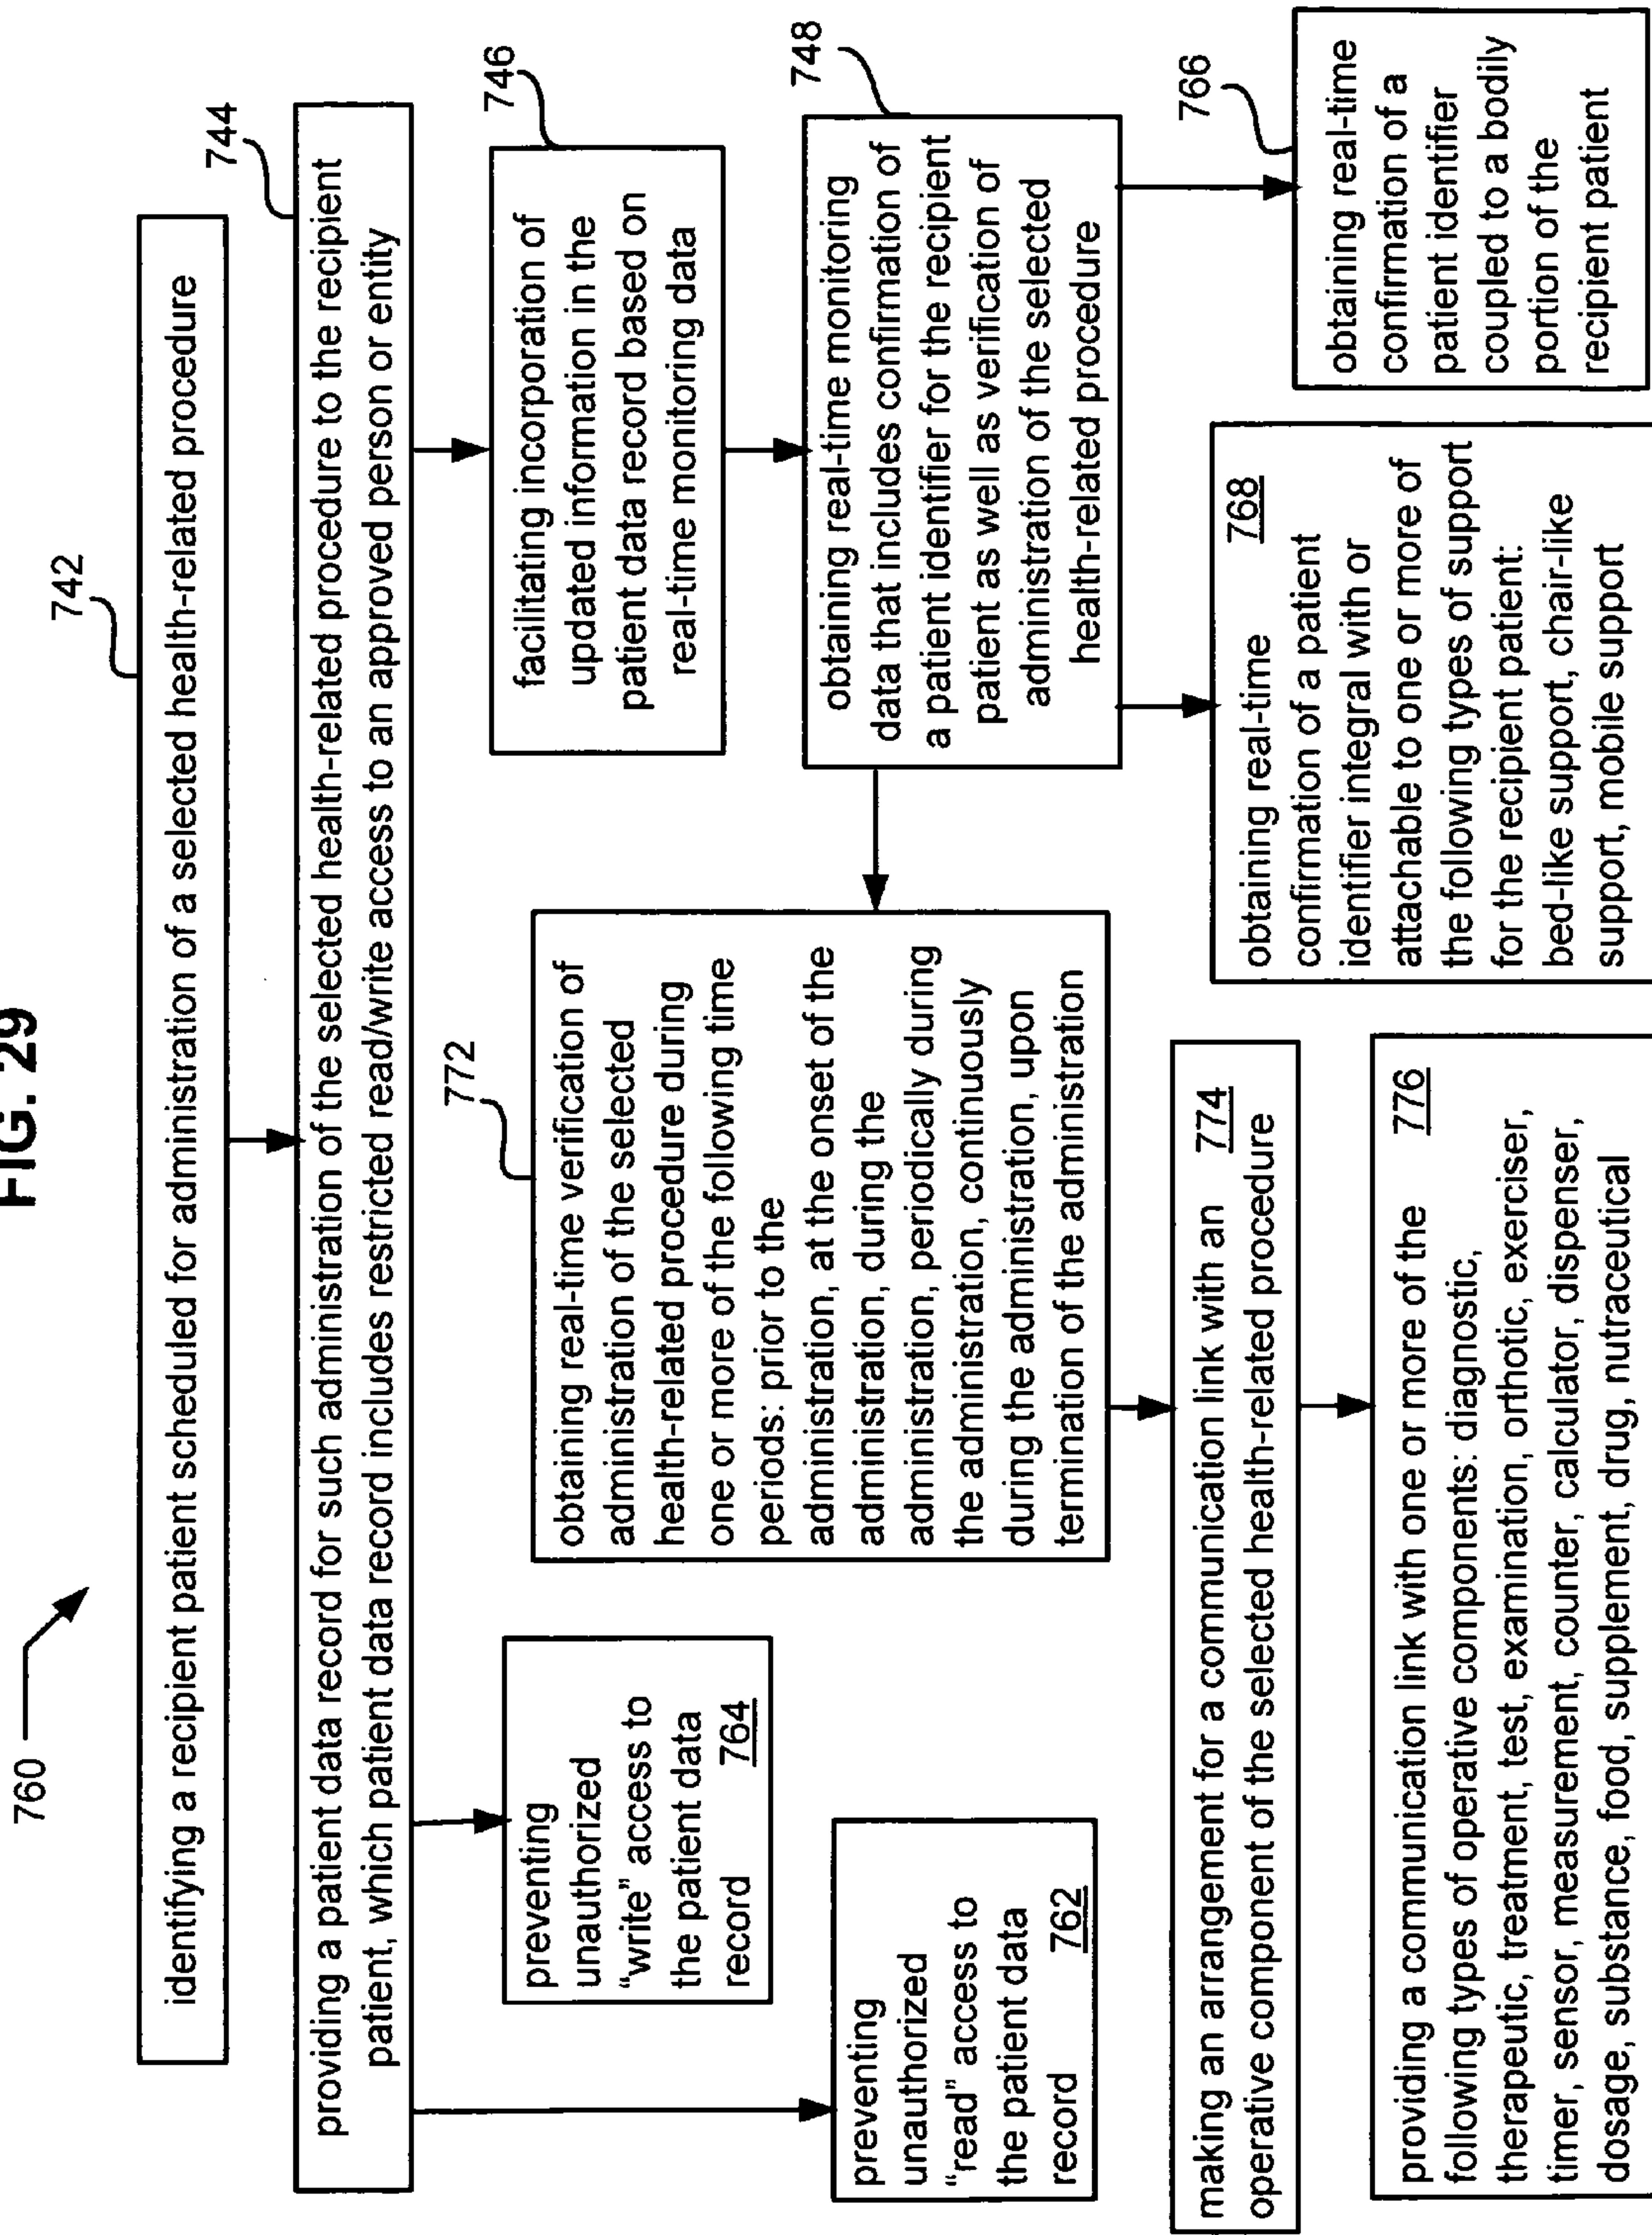 FIG. 29
760
742
identifying a recipient patient scheduled for administration of a selected health-related procedure
744
providing a patient data record for such administration of the selected health-related procedure to the recipient
patient, which patient data record includes restricted read/write access to an approved person or entity
preventing
unauthorized
“write” access to
the patient data
record 764
preventing
unauthorized
“read” access to
the patient data
record 762
746
facilitating incorporation of
updated information in the
patient data record based on
real-time monitoring data
748
obtaining real-time monitoring
data that includes confirmation of
a patient identifier for the recipient
patient as well as verification of
administration of the selected
health-related procedure
772
obtaining real-time verification of
administration of the selected
health-related procedure during
one or more of the following time
periods: prior to the
administration, at the onset of the
administration, during the
administration, periodically during
the administration, continuously
during the administration, upon
termination of the administration
766
obtaining real-time
confirmation of a
patient identifier
coupled to a bodily
portion of the
recipient patient
obtaining real-time 768
confirmation of a patient
identifier integral with or
attachable to one or more of
the following types of support
for the recipient patient:
bed-like support, chair-like
support, mobile support
making an arrangement for a communication link with an 774
operative component of the selected health-related procedure
providing a communication link with one or more of the 776
following types of operative components: diagnostic,
therapeutic, treatment, test, examination, orthotic, exerciser,
timer, sensor, measurement, counter, calculator, dispenser,
dosage, substance, food, supplement, drug, nutraceutical